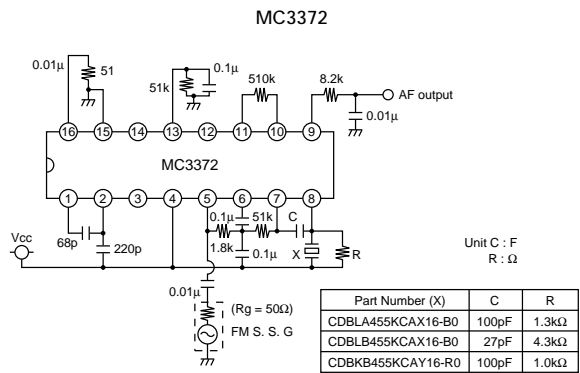 MC3372
0.01μ
51
51k
0.1μ
510k
8.2k
AF output
0.01μ
16 15 14 13 12 11 10 9
MC3372
1 2 3 4 5 6 7 8
Vcc
68p
220p
0.1μ
51k
C
1.8k
0.1μ
X
R
Unit C : F
R : Ω
0.01μ
(Rg = 50Ω)
FM S. S. G
Part Number (X) C R
CDBLA455KCAX16-B0 100pF 1.3kΩ
CDBLB455KCAX16-B0 27pF 4.3kΩ
CDBKB455KCAY16-R0 100pF 1.0kΩ